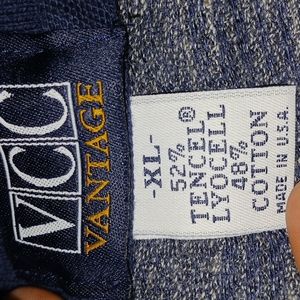 VCC
VANTAGE
-XL-
52%
TENCEL®
LYOCELL
48%
COTTON
MADE IN U.S.A.